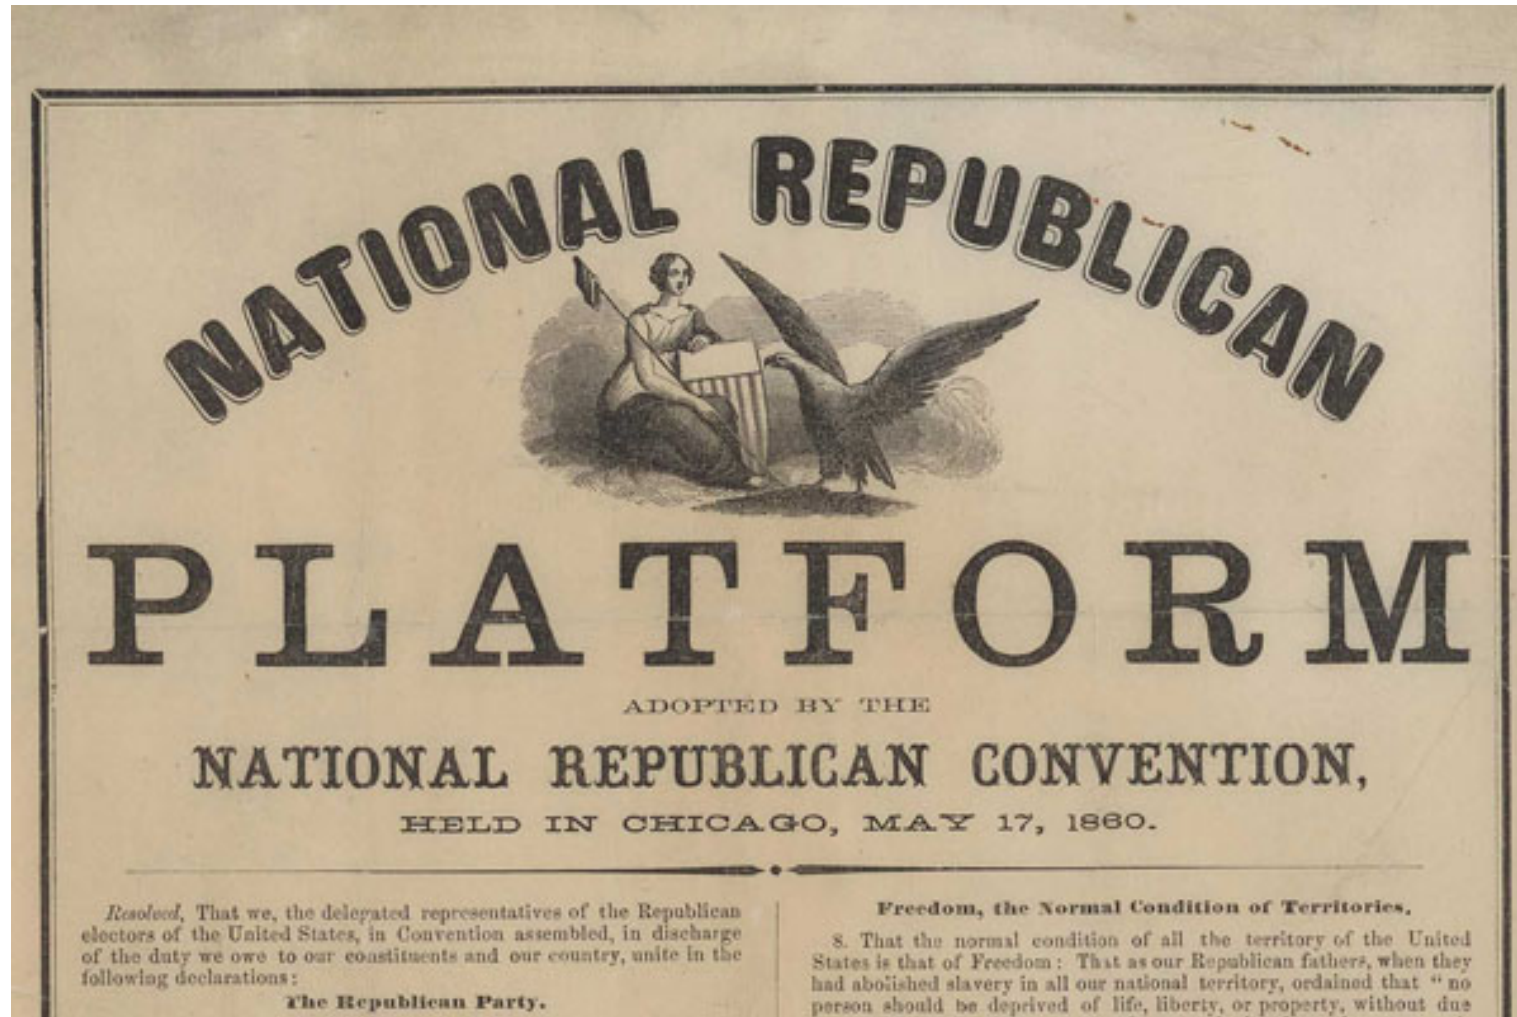 NATIONAL REPUBLICAN
PLATFORM
ADOPTED BY THE
NATIONAL REPUBLICAN CONVENTION,
HELD IN CHICAGO, MAY 17, 1860.
Resolved, That we, the delegated representatives of the Republican
electors of the United States, in Convention assembled, in discharge
of the duty we owe to our constituents and our country, unite in the
following declarations:
The Republican Party.
Freedom, the Normal Condition of Territories.
8. That the normal condition of all the territory of the United
States is that of Freedom: That as our Republican fathers, when they
had abolished slavery in all our national territory, ordained that "no
person should be deprived of life, liberty, or property, without due